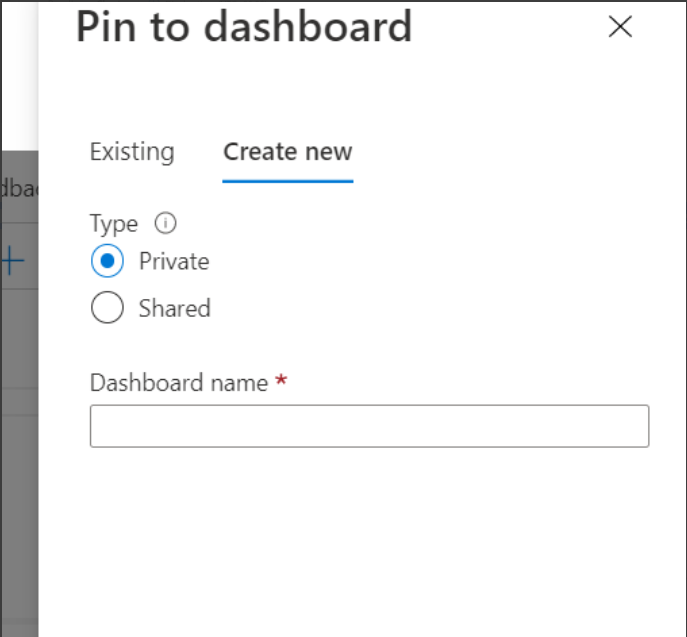 Pin to dashboard
Existing Create new
Type
Private
Shared
Dashboard name *